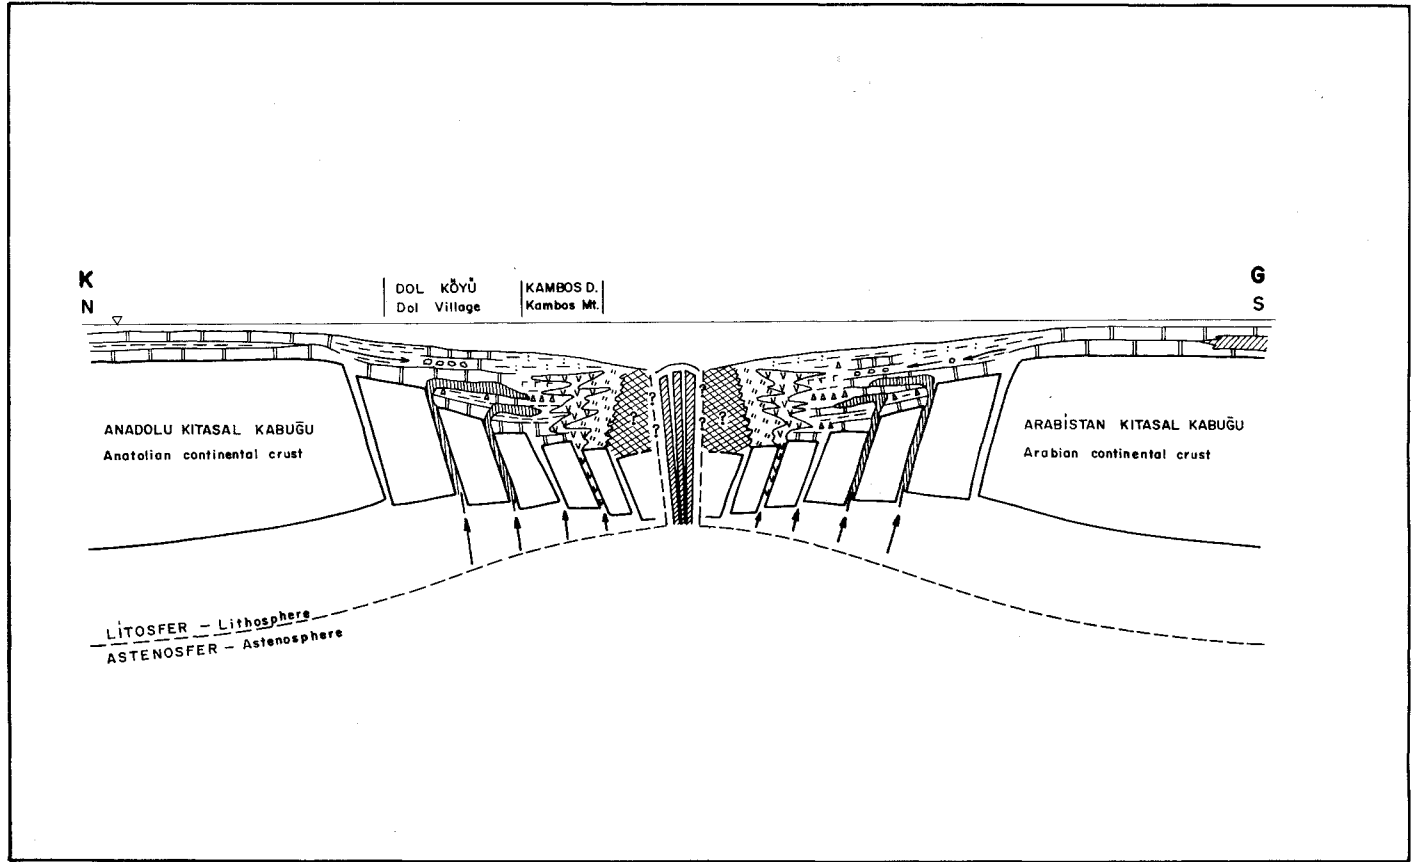 K
N
DOL KÖYÜ
Dol Village
KAMBOS D.
Kambos Mt.
G
S
ANADOLU KITASAL KABUĞU
Anatolian continental crust
ARABİSTAN KITASAL KABUĞU
Arabian continental crust
?
?
?
?
?
?
LİTOSFER – Lithosphere
ASTENOSFER – Astenosphere